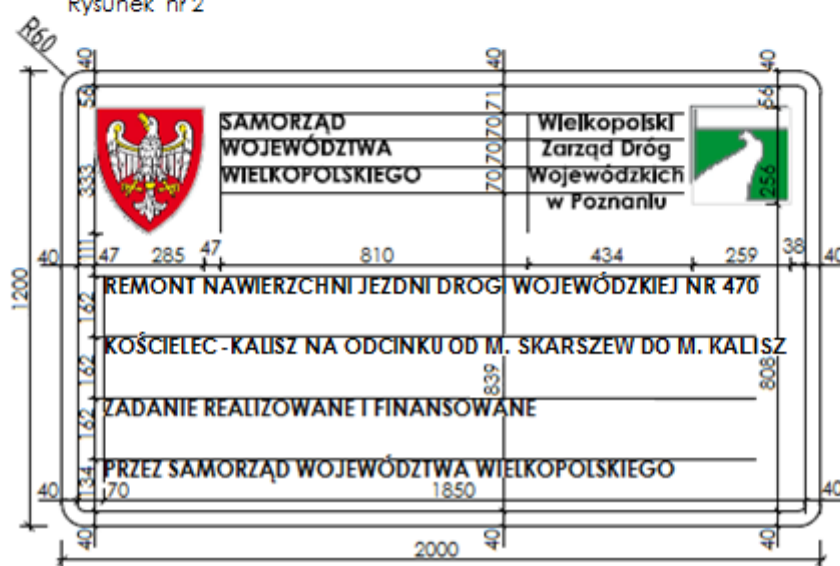 Rysunek nr 2
R60
40 40 40
56 56
SAMORZĄD
WOJEWÓDZTWA
WIELKOPOLSKIEGO
70 70 70 71
Wielkopolski
Zarząd Dróg
Wojewódzkich
w Poznaniu
333 256
111
40 47 285 47 810 434 259 38 40
1200
REMONT NAWIERZCHNI JEZDNI DROGI WOJEWÓDZKIEJ NR 470
162
KOŚCIELEC-KALISZ NA ODCINKU OD M. SKARSZEW DO M. KALISZ
162 839 808
ZADANIE REALIZOWANE I FINANSOWANE
162
PRZEZ SAMORZĄD WOJEWÓDZTWA WIELKOPOLSKIEGO
134
40 70 1850 40
40 40 40
2000